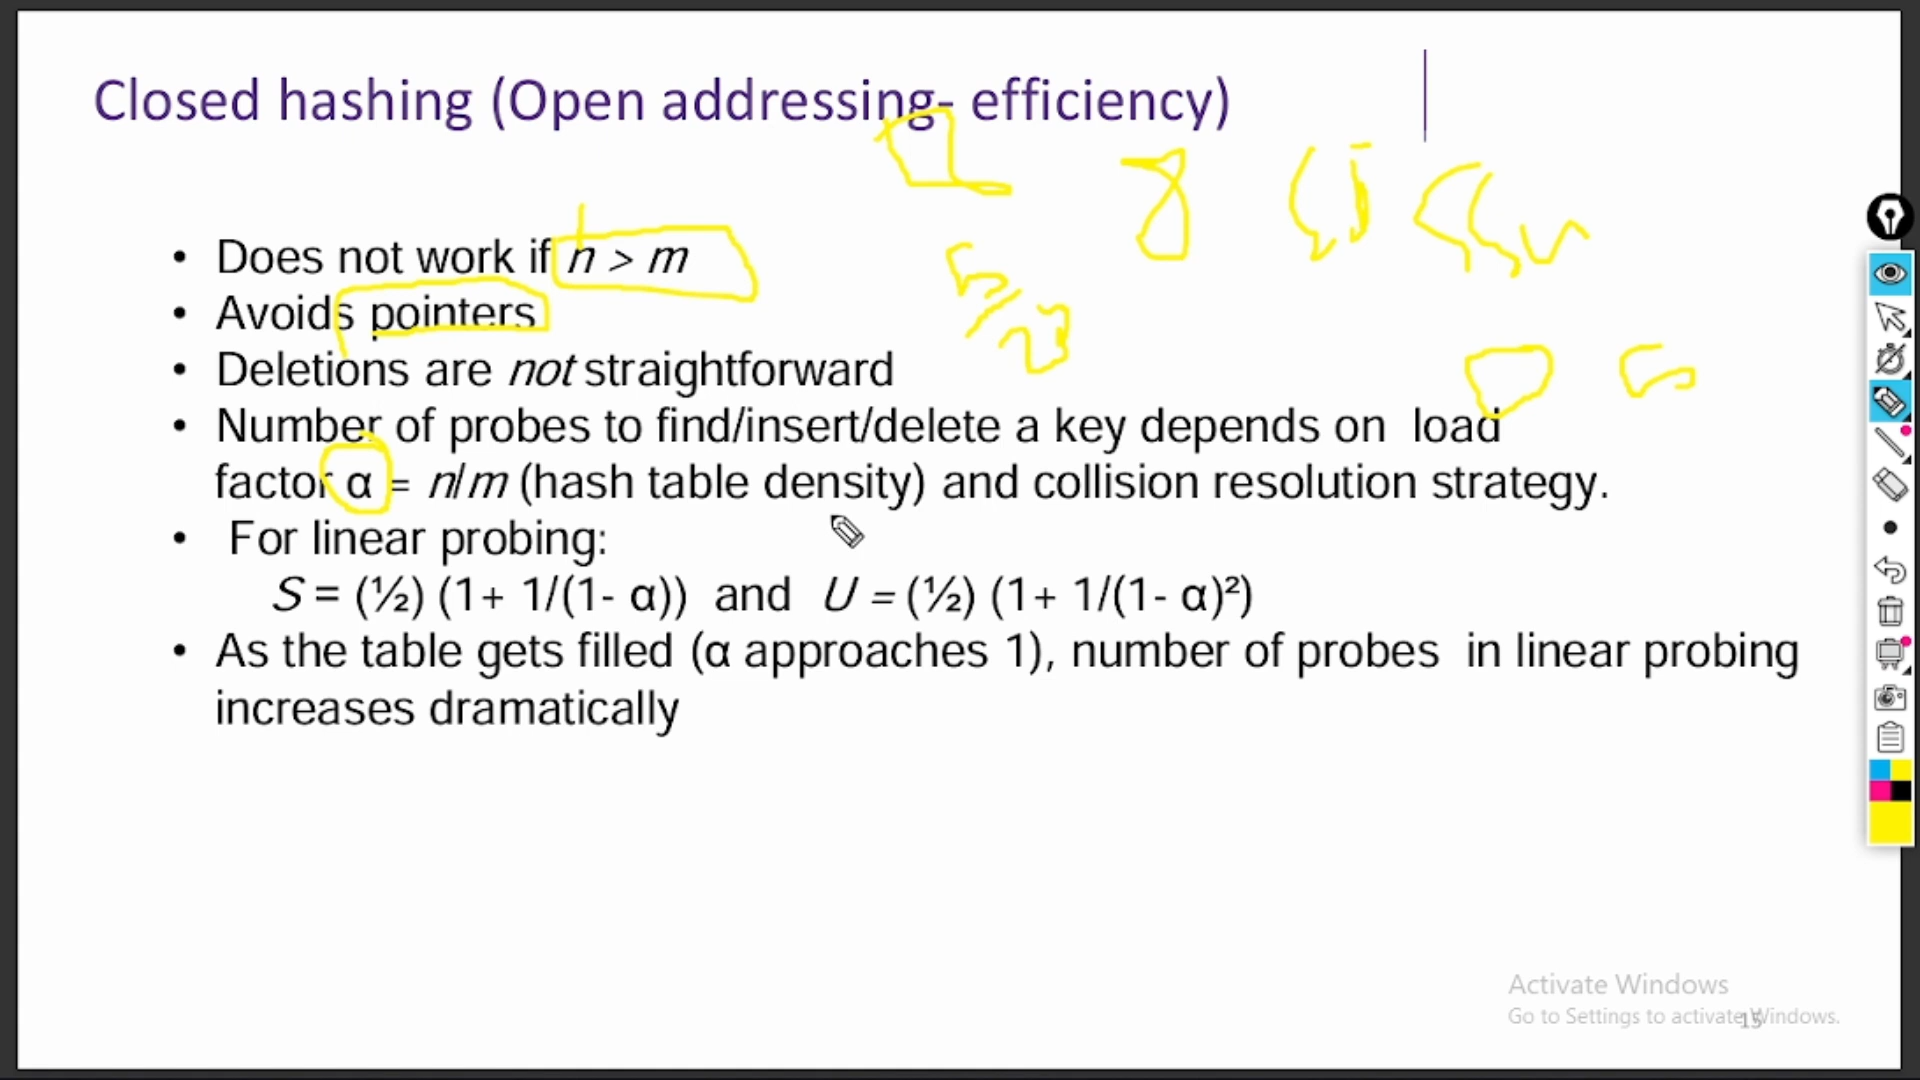 Closed hashing (Open addressing- efficiency)
• Does not work if n > m
• Avoids pointers
• Deletions are not straightforward
• Number of probes to find/insert/delete a key depends on load
factor α = n/m (hash table density) and collision resolution strategy.
• For linear probing:
S = (½) (1+ 1/(1- α)) and U = (½) (1+ 1/(1- α)²)
• As the table gets filled (α approaches 1), number of probes in linear probing
increases dramatically
Activate Windows
Go to Settings to activate Windows.
15